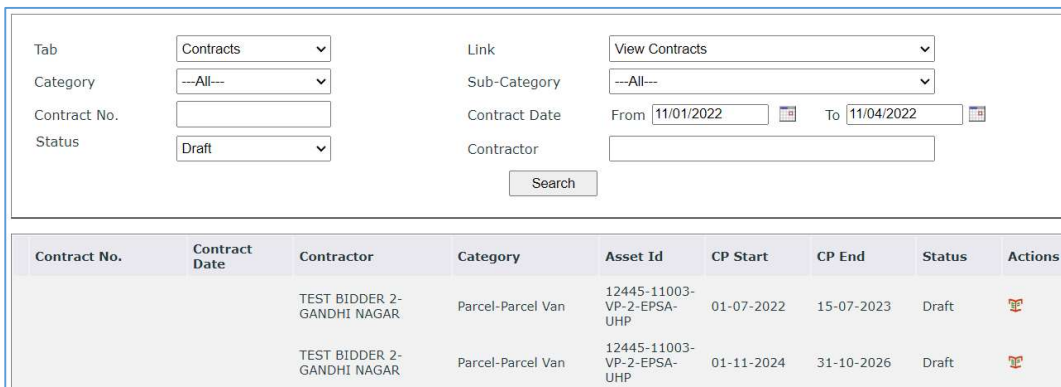 Tab Contracts Link View Contracts
Category ---All--- Sub-Category ---All---
Contract No. Contract Date From 11/01/2022 To 11/04/2022
Status Draft Contractor
Search
Contract No. Contract Date Contractor Category Asset Id CP Start CP End Status Actions
TEST BIDDER 2-GANDHI NAGAR Parcel-Parcel Van 12445-11003-VP-2-EPSA-UHP 01-07-2022 15-07-2023 Draft
TEST BIDDER 2-GANDHI NAGAR Parcel-Parcel Van 12445-11003-VP-2-EPSA-UHP 01-11-2024 31-10-2026 Draft